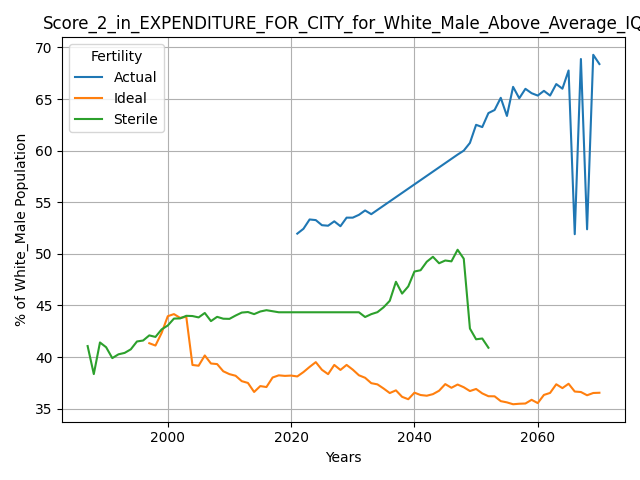 Score_2_in_EXPENDITURE_FOR_CITY_for_White_Male_Above_Average_IQ
Fertility
Actual
Ideal
Sterile
% of White_Male Population
70
65
60
55
50
45
40
35
2000
2020
2040
2060
Years